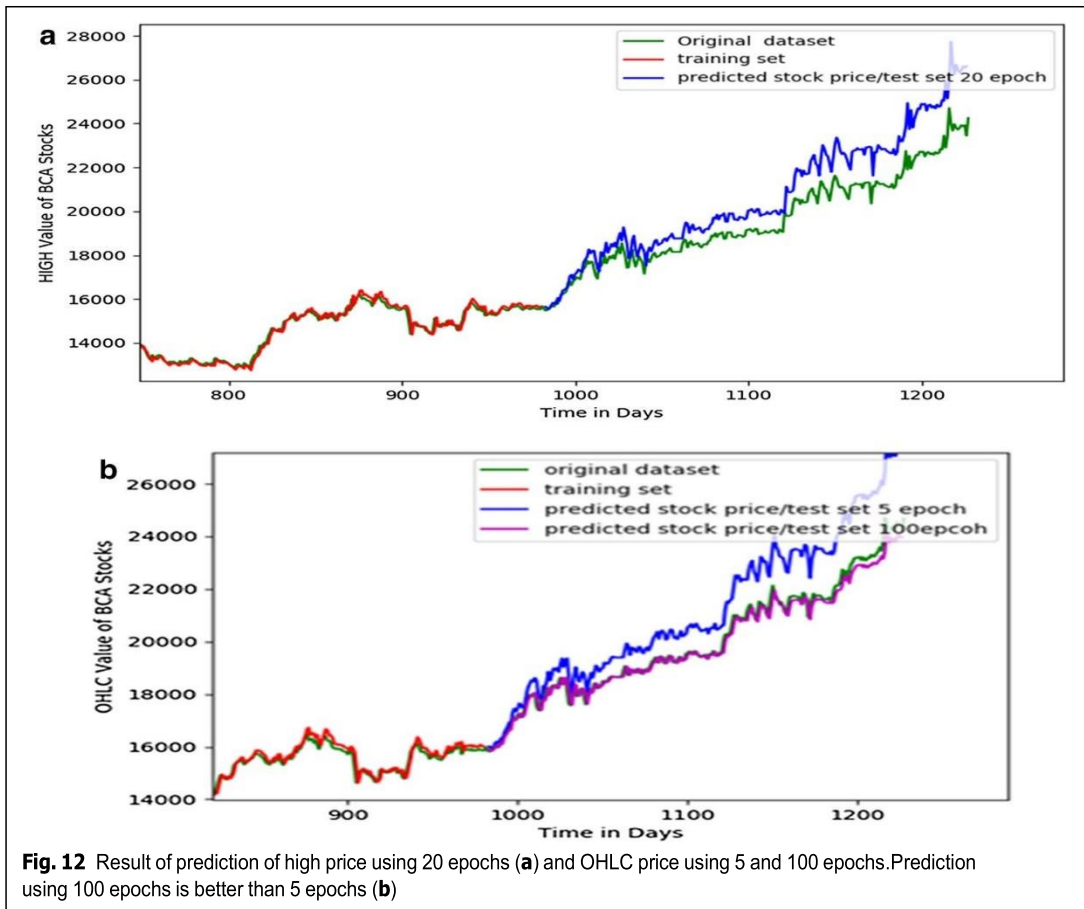 a
28000
26000
24000
22000
20000
18000
16000
14000
HIGH Value of BCA Stocks
Original dataset
training set
predicted stock price/test set 20 epoch
800
900
1000
1100
1200
Time in Days
b
26000
24000
22000
20000
18000
16000
14000
OHLC Value of BCA Stocks
original dataset
training set
predicted stock price/test set 5 epoch
predicted stock price/test set 100epcoh
900
1000
1100
1200
Time in Days
Fig. 12 Result of prediction of high price using 20 epochs (a) and OHLC price using 5 and 100 epochs.Prediction
using 100 epochs is better than 5 epochs (b)